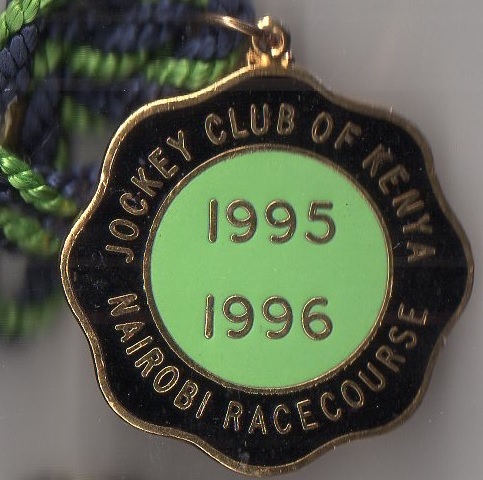 JOCKEY CLUB OF KENYA
1995
1996
NAIROBI RACECOURSE